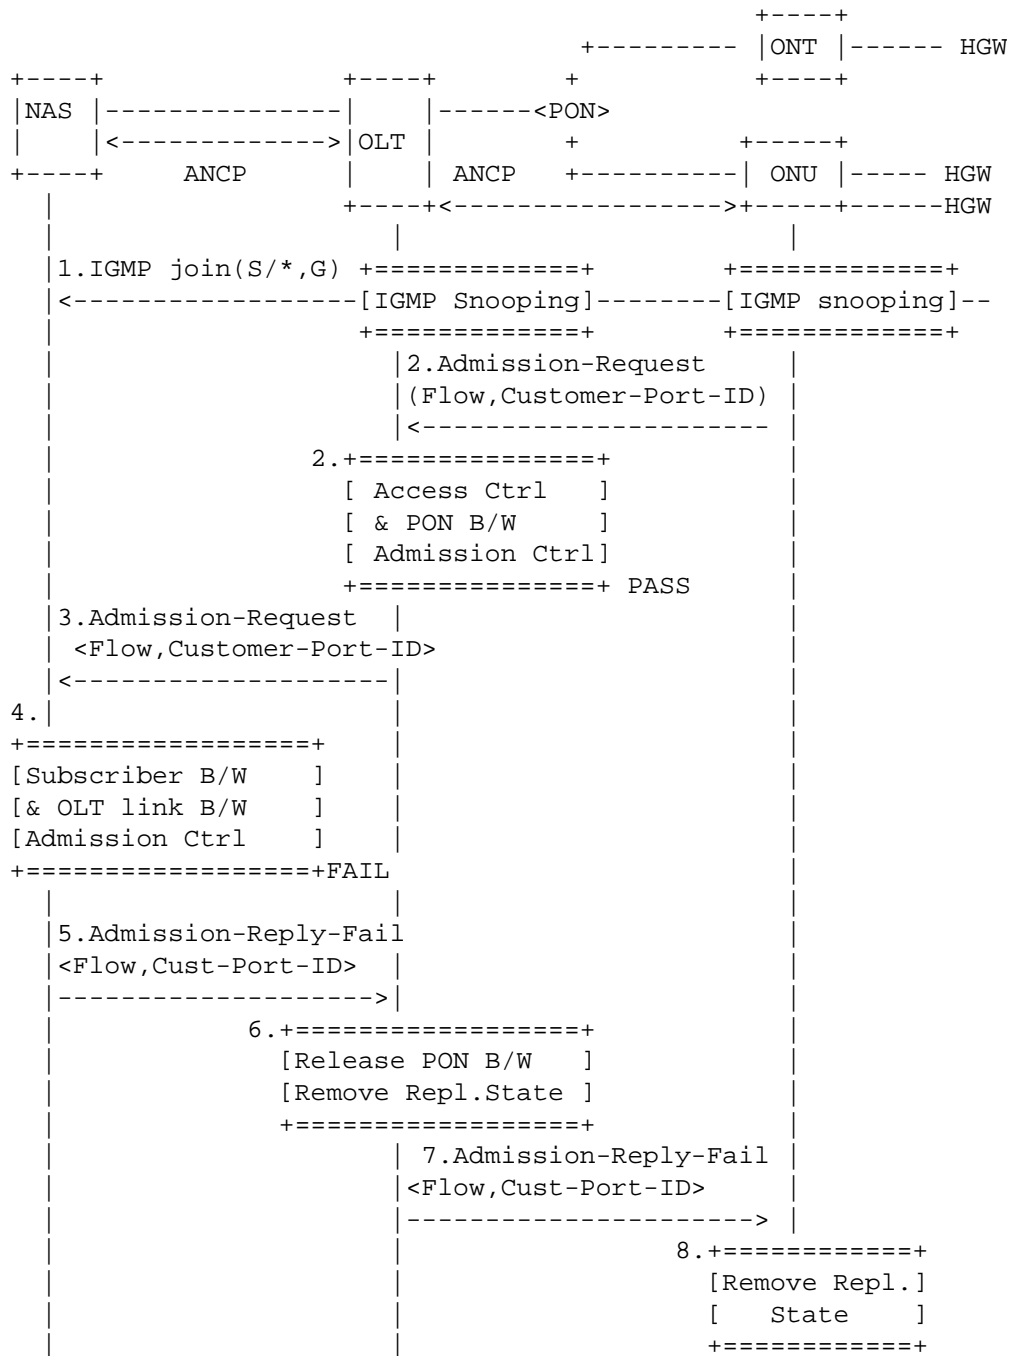 +----+
                                    +--------- |ONT |------ HGW
+----+               +----+        +           +----+
|NAS |---------------|    |------<PON>
|    |<------------->|OLT |        +          +-----+
+----+     ANCP      |    | ANCP   +----------| ONU |----- HGW
  |                  +----+<----------------->+-----+------HGW
  |                     |                        |
  |1.IGMP join(S/*,G) +=============+        +=============+
  |<------------------[IGMP Snooping]--------[IGMP snooping]--
  |                   +=============+        +=============+
  |                     |2.Admission-Request     |
  |                     |(Flow,Customer-Port-ID) |
  |                     |<---------------------- |
  |                2.+===============+           |
  |                  [ Access Ctrl   ]           |
  |                  [ & PON B/W     ]           |
  |                  [ Admission Ctrl]           |
  |                  +===============+ PASS      |
  |3.Admission-Request  |                        |
  | <Flow,Customer-Port-ID>                      |
  |<--------------------|                        |
4.|                     |                        |
+==================+    |                        |
[Subscriber B/W    ]    |                        |
[& OLT link B/W    ]    |                        |
[Admission Ctrl    ]    |                        |
+==================+FAIL                         |
  |                     |                        |
  |5.Admission-Reply-Fail                        |
  |<Flow,Cust-Port-ID>  |                        |
  |-------------------->|                        |
  |            6.+==================+            |
  |              [Release PON B/W   ]            |
  |              [Remove Repl.State ]            |
  |              +==================+            |
  |                     | 7.Admission-Reply-Fail |
  |                     |<Flow,Cust-Port-ID>     |
  |                     |----------------------> |
  |                     |                 8.+============+
  |                     |                   [Remove Repl.]
  |                     |                   [   State    ]
  |                     |                   +============+